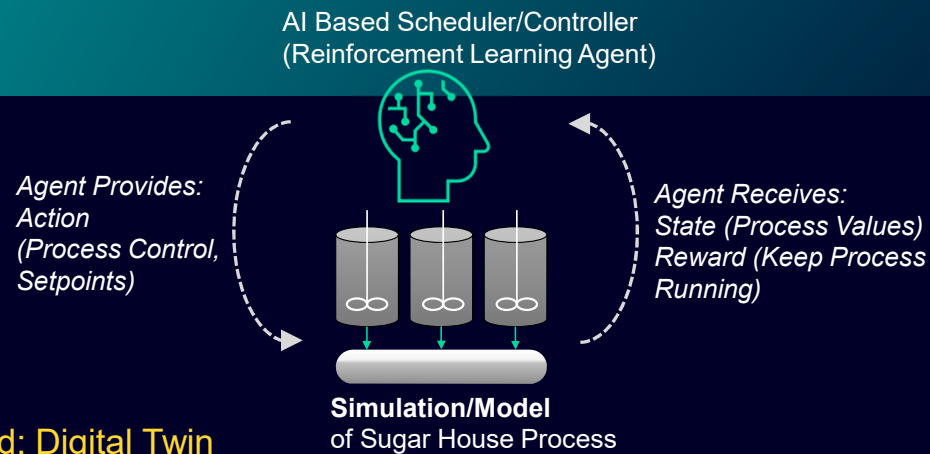 AI Based Scheduler/Controller
(Reinforcement Learning Agent)
Agent Provides:
Action
(Process Control,
Setpoints)
Agent Receives:
State (Process Values)
Reward (Keep Process
Running)
Simulation/Model
of Sugar House Process
d: Digital Twin